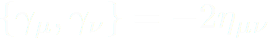 {γ_μ, γ_ν} = −2η_μν